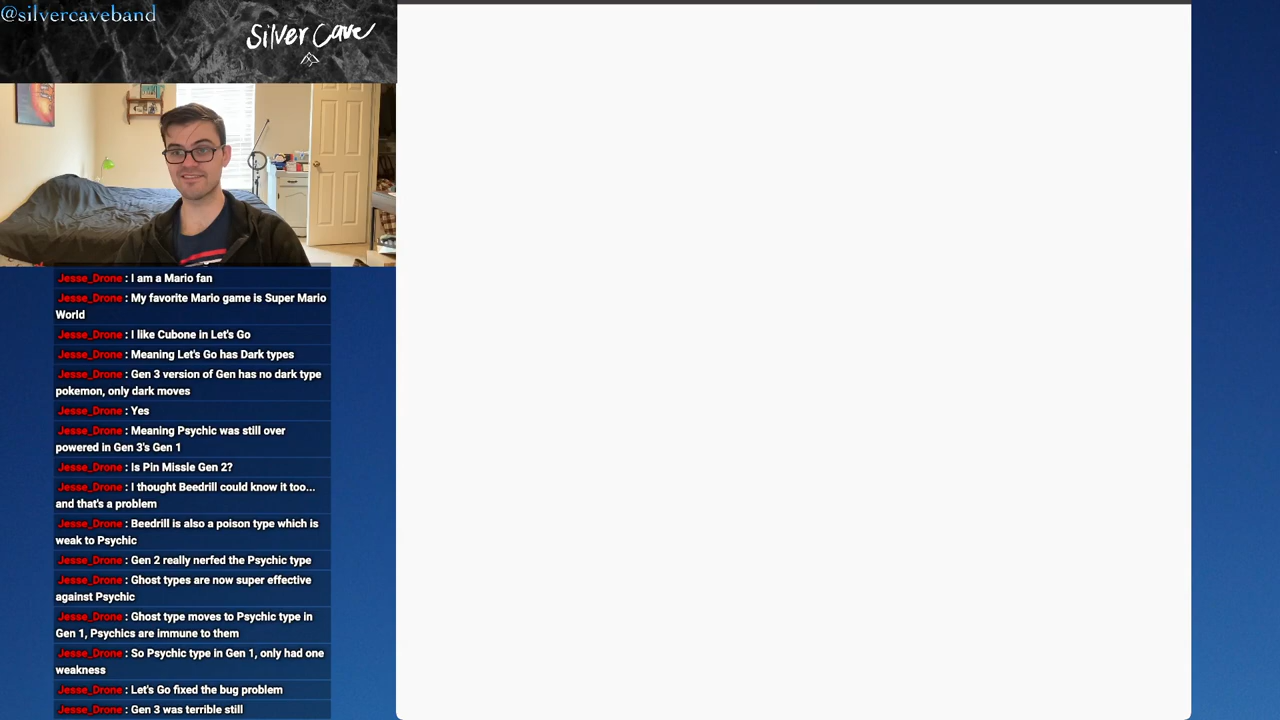 @silvercaveband
Silver Cave
Jesse_Drone : I am a Mario fan
Jesse_Drone : My favorite Mario game is Super Mario
World
Jesse_Drone : I like Cubone in Let's Go
Jesse_Drone : Meaning Let's Go has Dark types
Jesse_Drone : Gen 3 version of Gen has no dark type
pokemon, only dark moves
Jesse_Drone : Yes
Jesse_Drone : Meaning Psychic was still over
powered in Gen 3's Gen 1
Jesse_Drone : Is Pin Missle Gen 2?
Jesse_Drone : I thought Beedrill could know it too...
and that's a problem
Jesse_Drone : Beedrill is also a poison type which is
weak to Psychic
Jesse_Drone : Gen 2 really nerfed the Psychic type
Jesse_Drone : Ghost types are now super effective
against Psychic
Jesse_Drone : Ghost type moves to Psychic type in
Gen 1, Psychics are immune to them
Jesse_Drone : So Psychic type in Gen 1, only had one
weakness
Jesse_Drone : Let's Go fixed the bug problem
Jesse_Drone : Gen 3 was terrible still